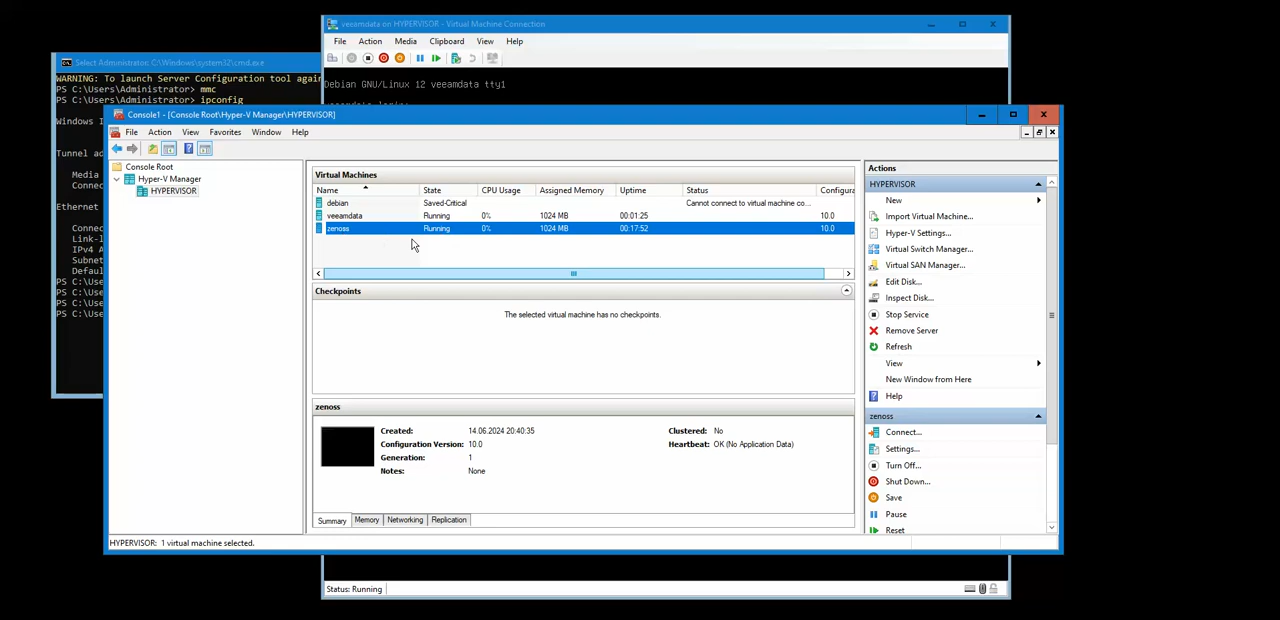 veeamdata on HYPERVISOR - Virtual Machine Connection
File Action Media Clipboard View Help
Debian GNU/Linux 12 veeamdata tty1
Select Administrator: C:\Windows\system32\cmd.exe
WARNING: To launch Server Configuration tool again
PS C:\Users\Administrator> mmc
PS C:\Users\Administrator> ipconfig
Windows I
Tunnel ad
Media
Connec
Ethernet
Connec
Link-l
IPv4 A
Subnet
Defaul
PS C:\Use
PS C:\Use
PS C:\Use
PS C:\Use
Console1 - [Console Root\Hyper-V Manager\HYPERVISOR]
File Action View Favorites Window Help
Console Root
Hyper-V Manager
HYPERVISOR
Virtual Machines
Name State CPU Usage Assigned Memory Uptime Status Configura
debian Saved-Critical Cannot connect to virtual machine co...
veeamdata Running 0% 1024 MB 00:01:25 10.0
zenoss Running 0% 1024 MB 00:17:52 10.0
Checkpoints
The selected virtual machine has no checkpoints.
zenoss
Created: 14.06.2024 20:40:35 Clustered: No
Configuration Version: 10.0 Heartbeat: OK (No Application Data)
Generation: 1
Notes: None
Summary Memory Networking Replication
Actions
HYPERVISOR
New
Import Virtual Machine...
Hyper-V Settings...
Virtual Switch Manager...
Virtual SAN Manager...
Edit Disk...
Inspect Disk...
Stop Service
Remove Server
Refresh
View
New Window from Here
Help
zenoss
Connect...
Settings...
Turn Off...
Shut Down...
Save
Pause
Reset
HYPERVISOR: 1 virtual machine selected.
Status: Running